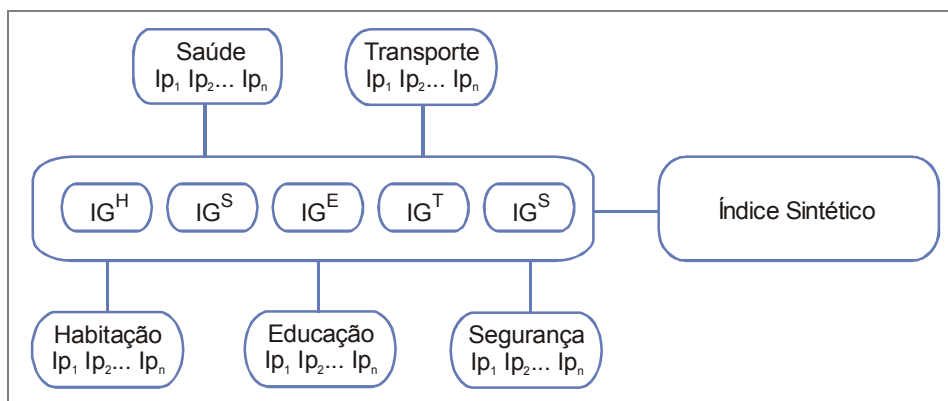 Saúde
Ip₁ Ip₂... Ipₙ
Transporte
Ip₁ Ip₂... Ipₙ
IGᴴ IGˢ IGᴱ IGᵀ IGˢ
Índice Sintético
Habitação
Ip₁ Ip₂... Ipₙ
Educação
Ip₁ Ip₂... Ipₙ
Segurança
Ip₁ Ip₂... Ipₙ